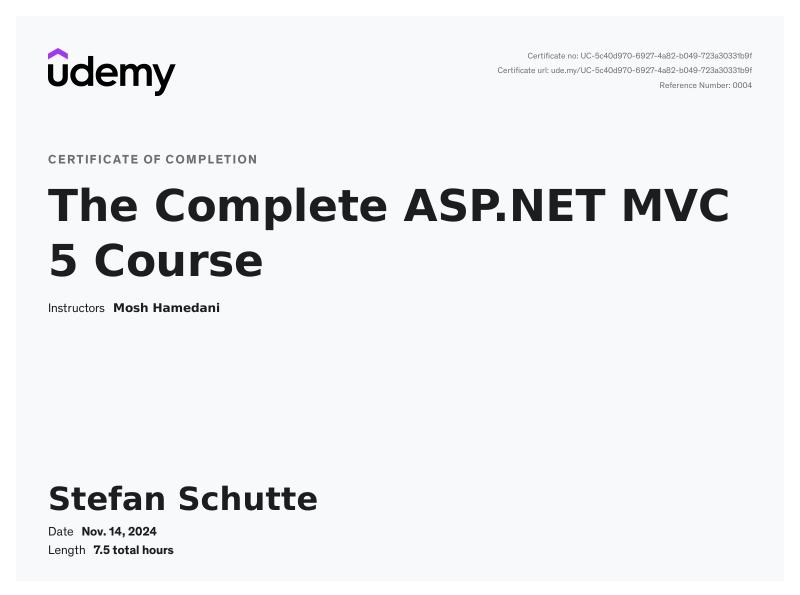 udemy
Certificate no: UC-5c40d970-6927-4a82-b049-723a30331b9f
Certificate url: ude.my/UC-5c40d970-6927-4a82-b049-723a30331b9f
Reference Number: 0004
CERTIFICATE OF COMPLETION
The Complete ASP.NET MVC
5 Course
Instructors Mosh Hamedani
Stefan Schutte
Date Nov. 14, 2024
Length 7.5 total hours